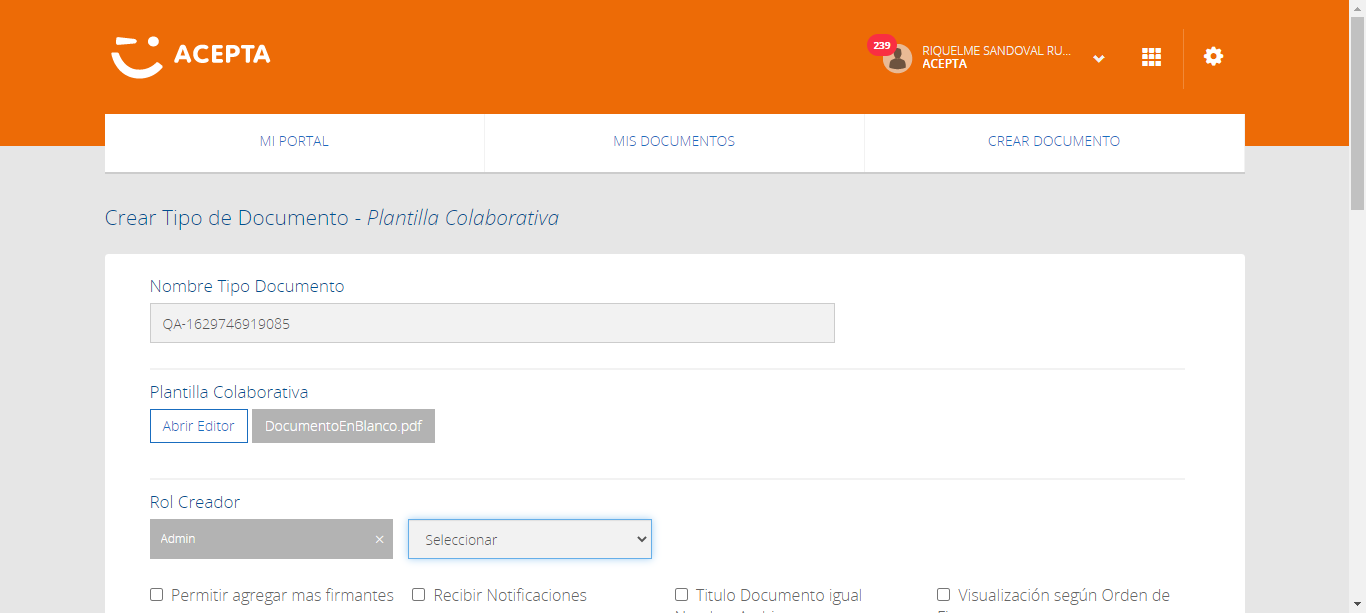 ACEPTA
239
RIQUELME SANDOVAL RU...
ACEPTA
MI PORTAL
MIS DOCUMENTOS
CREAR DOCUMENTO
Crear Tipo de Documento - Plantilla Colaborativa
Nombre Tipo Documento
QA-1629746919085
Plantilla Colaborativa
Abrir Editor
DocumentoEnBlanco.pdf
Rol Creador
Admin ×
Seleccionar
Permitir agregar mas firmantes
Recibir Notificaciones
Titulo Documento igual
Visualización según Orden de